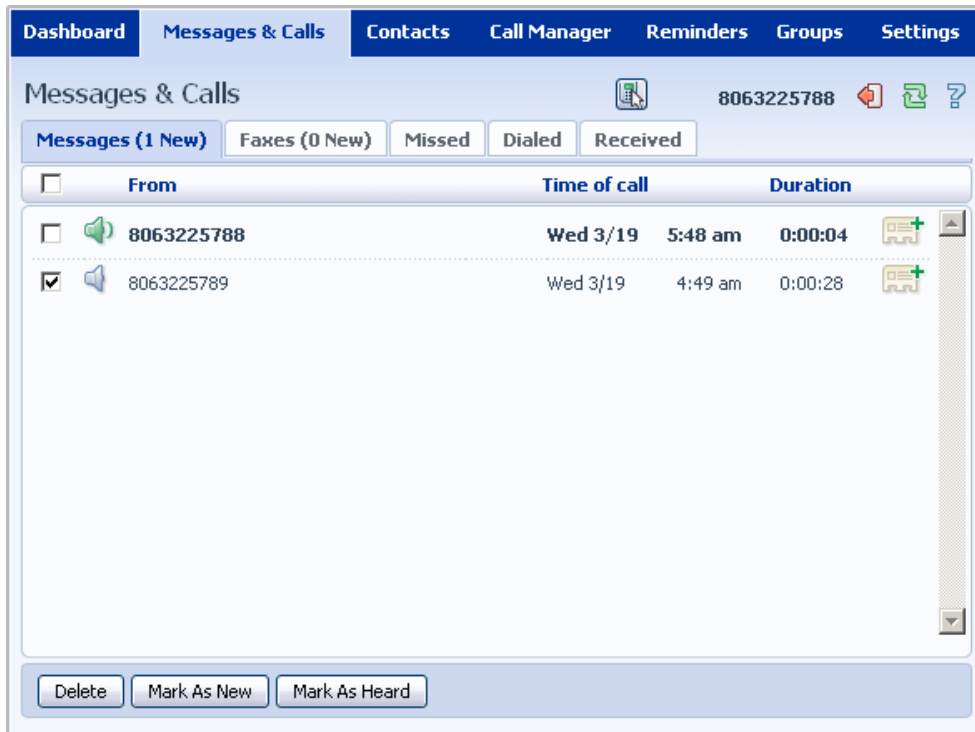 Dashboard Messages & Calls Contacts Call Manager Reminders Groups Settings
Messages & Calls 8063225788
Messages (1 New) Faxes (0 New) Missed Dialed Received
From Time of call Duration
8063225788 Wed 3/19 5:48 am 0:00:04
8063225789 Wed 3/19 4:49 am 0:00:28
Delete Mark As New Mark As Heard